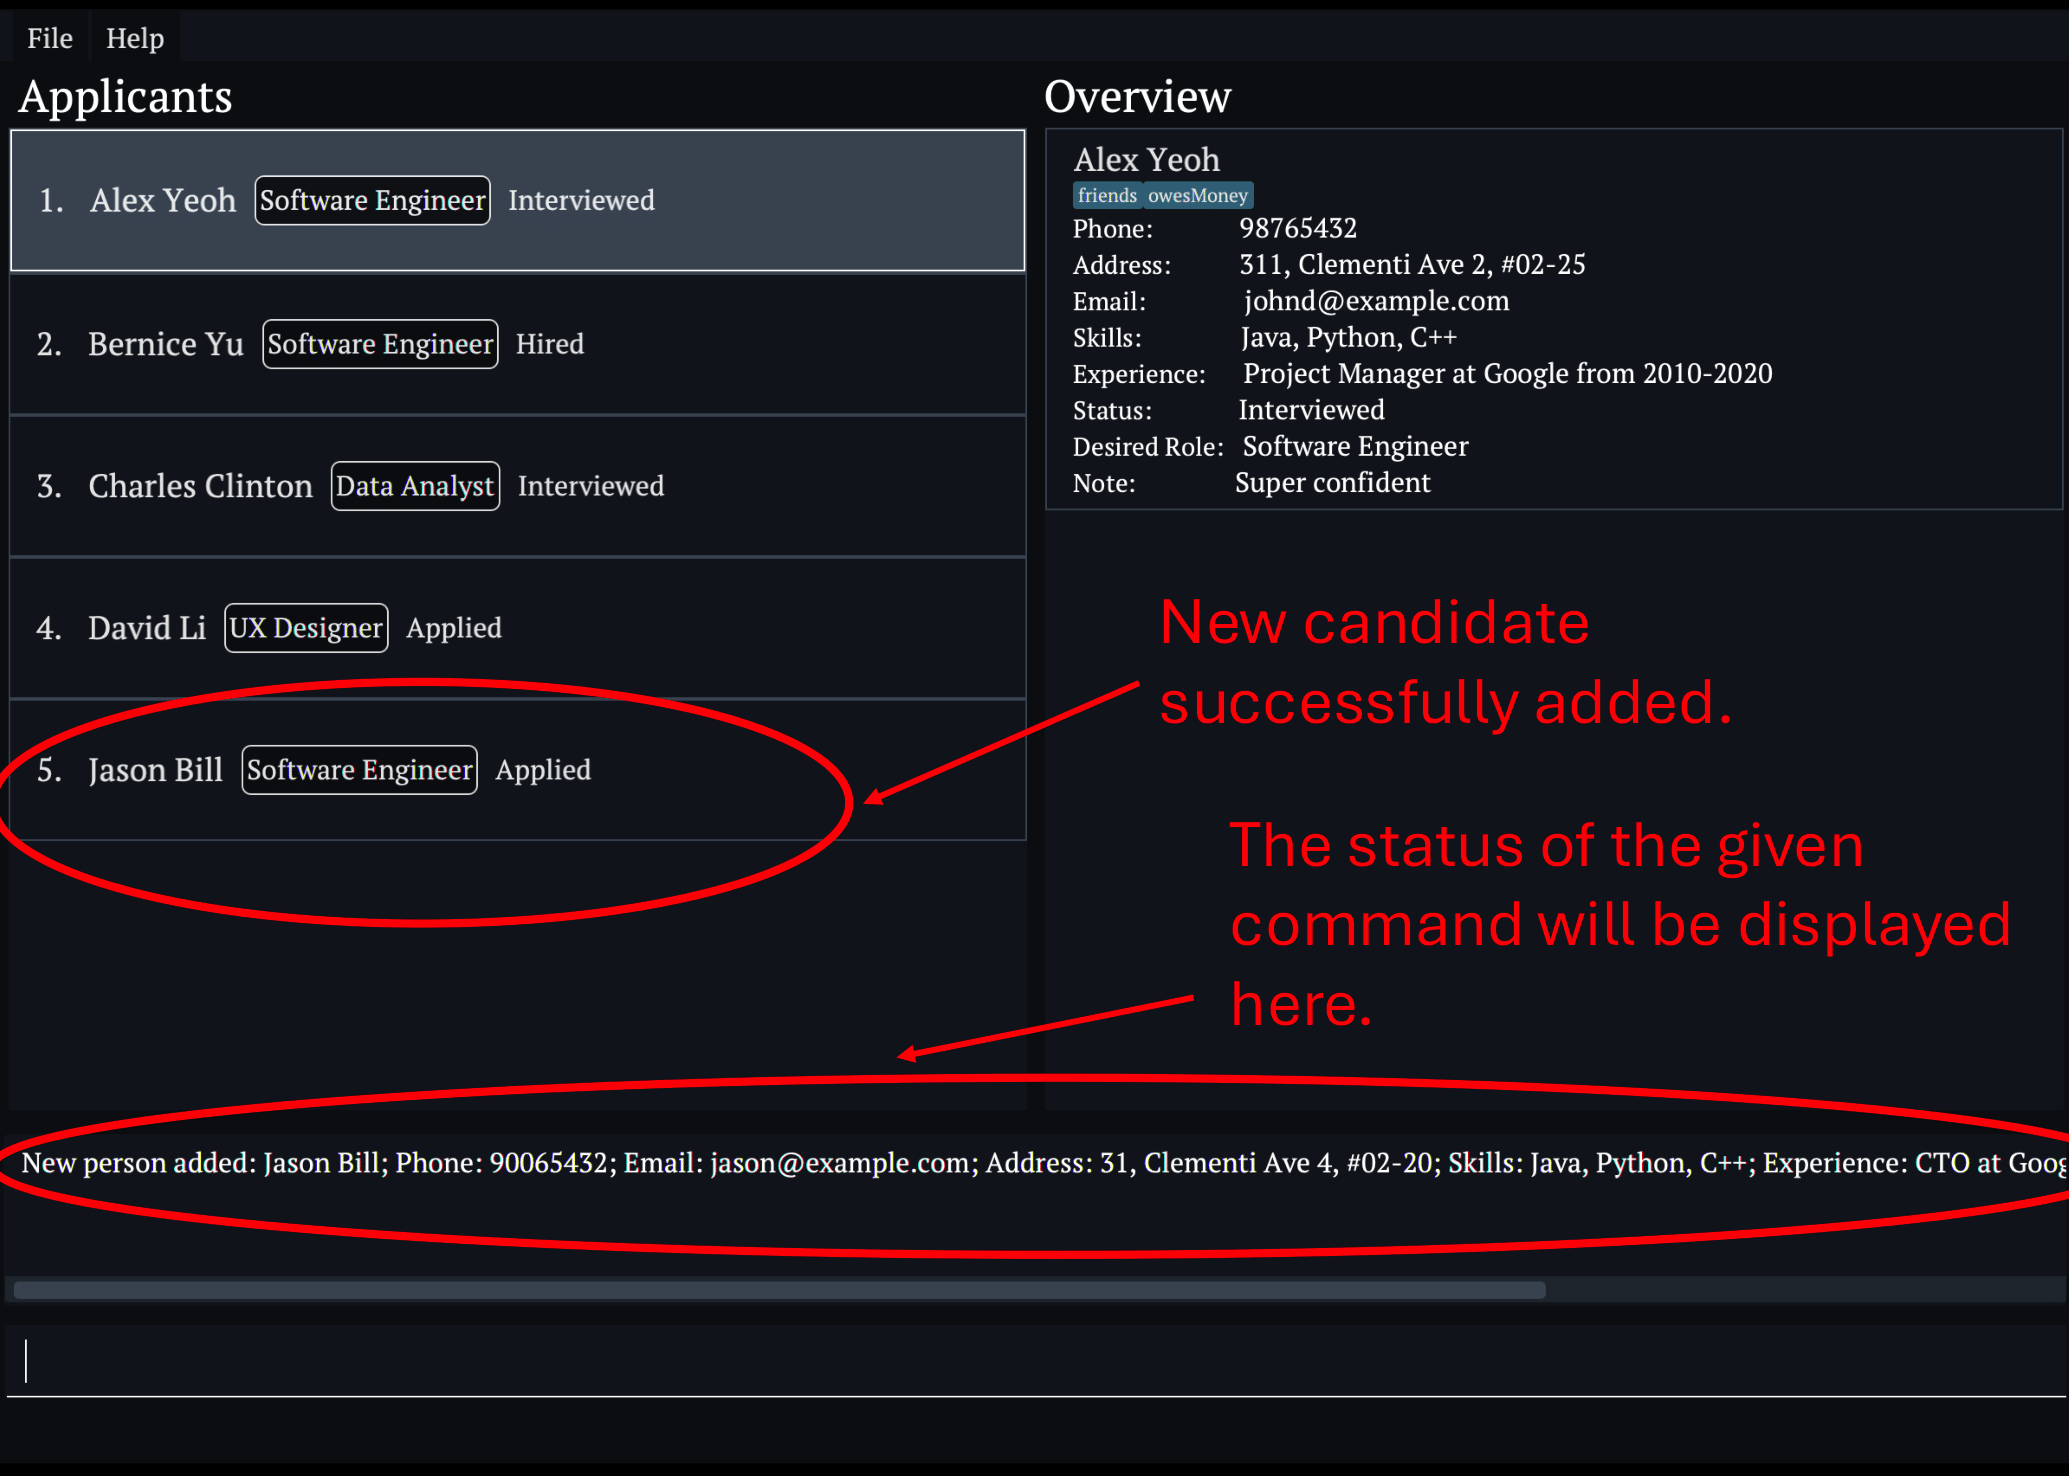 File Help
Applicants
1. Alex Yeoh Software Engineer Interviewed
2. Bernice Yu Software Engineer Hired
3. Charles Clinton Data Analyst Interviewed
4. David Li UX Designer Applied
5. Jason Bill Software Engineer Applied
Overview
Alex Yeoh
friends owesMoney
Phone: 98765432
Address: 311, Clementi Ave 2, #02-25
Email: johnd@example.com
Skills: Java, Python, C++
Experience: Project Manager at Google from 2010-2020
Status: Interviewed
Desired Role: Software Engineer
Note: Super confident
New candidate
successfully added.
The status of the given
command will be displayed
here.
New person added: Jason Bill; Phone: 90065432; Email: jason@example.com; Address: 31, Clementi Ave 4, #02-20; Skills: Java, Python, C++; Experience: CTO at